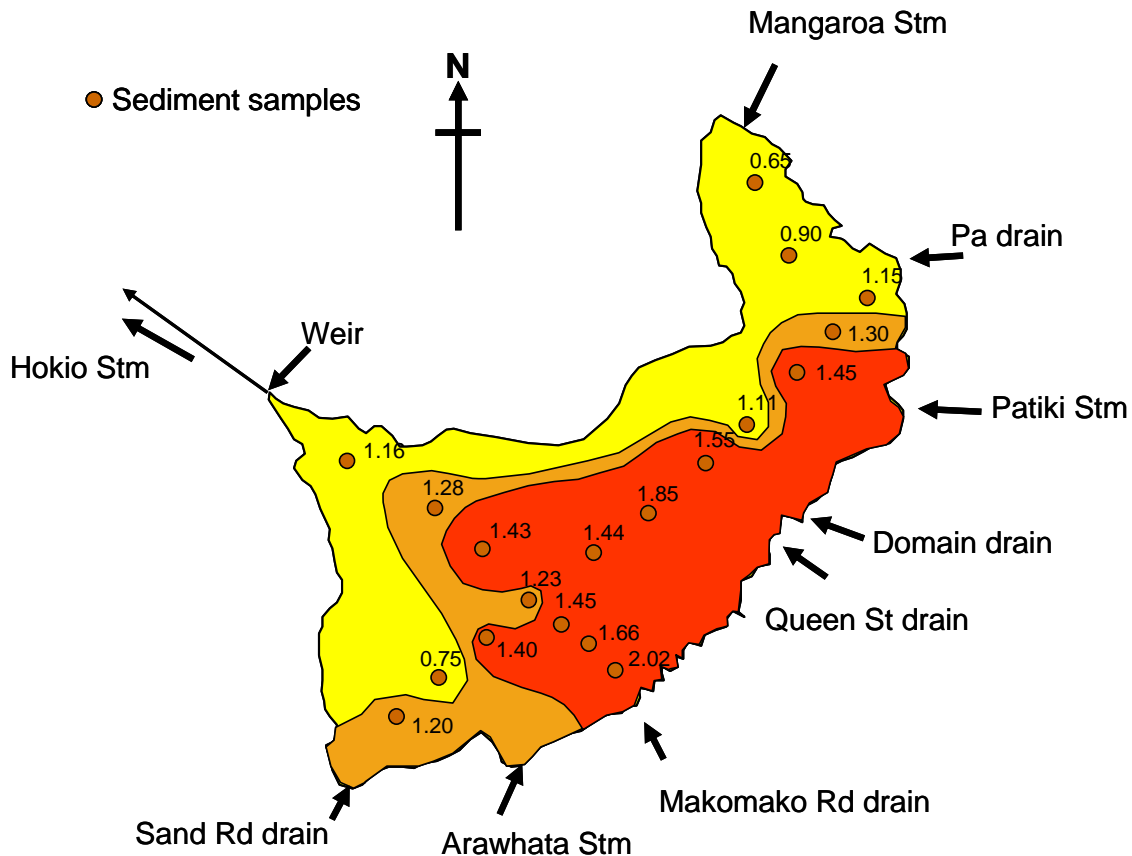 Mangaroa Stm
N
Sediment samples
0.65
0.90
Pa drain
1.15
Weir
1.30
Hokio Stm
1.45
Patiki Stm
1.11
1.16
1.55
1.28
1.85
1.43
1.44
Domain drain
1.23
1.45
Queen St drain
1.40
1.66
0.75
2.02
1.20
Makomako Rd drain
Sand Rd drain
Arawhata Stm